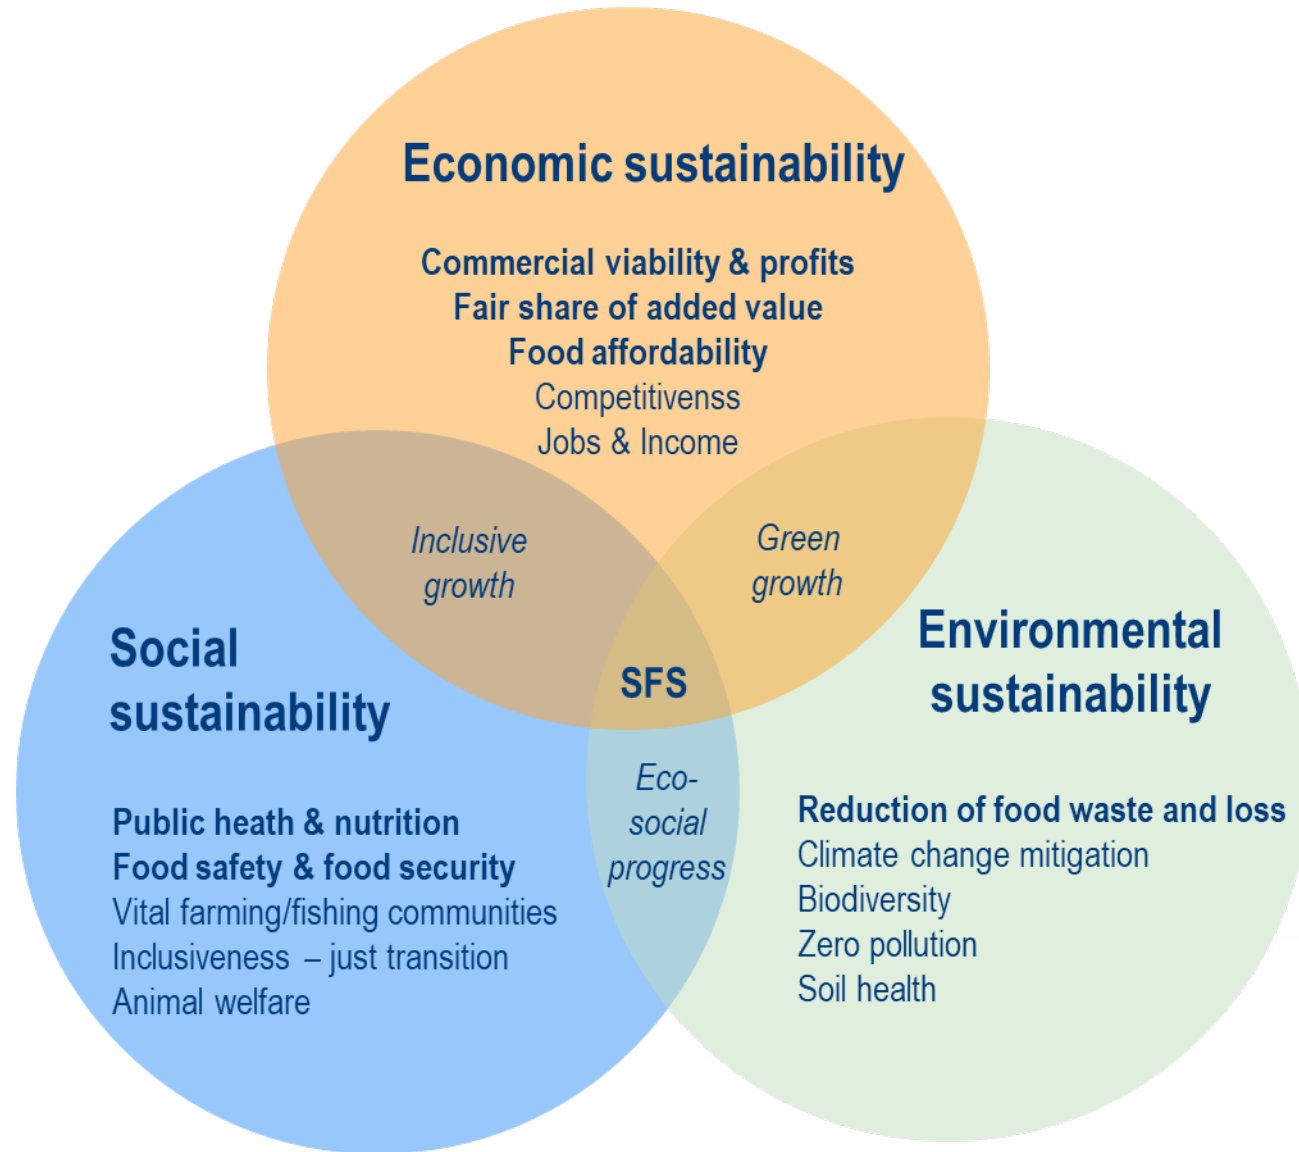 Economic sustainability
Commercial viability & profits
Fair share of added value
Food affordability
Competitivenss
Jobs & Income
Inclusive
growth
Green
growth
Social
sustainability
Environmental
sustainability
SFS
Eco-
social
progress
Public heath & nutrition
Food safety & food security
Vital farming/fishing communities
Inclusiveness – just transition
Animal welfare
Reduction of food waste and loss
Climate change mitigation
Biodiversity
Zero pollution
Soil health